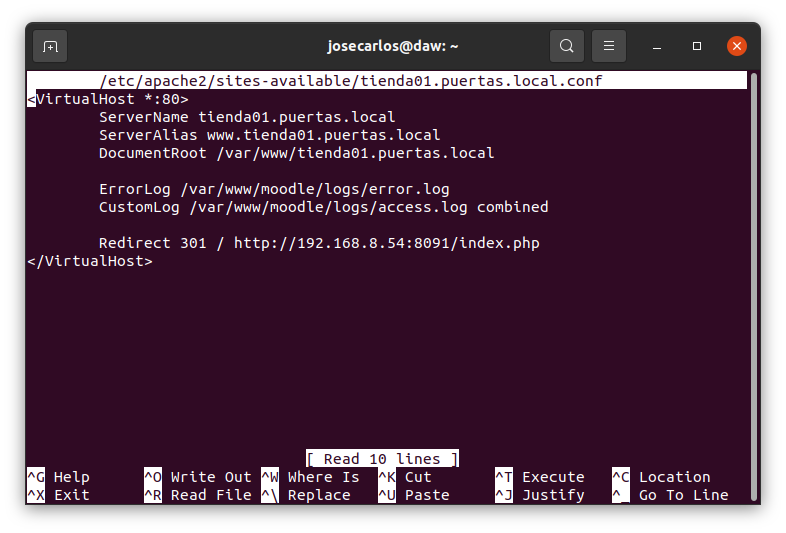 josecarlos@daw: ~
/etc/apache2/sites-available/tienda01.puertas.local.conf
<VirtualHost *:80>
ServerName tienda01.puertas.local
ServerAlias www.tienda01.puertas.local
DocumentRoot /var/www/tienda01.puertas.local
ErrorLog /var/www/moodle/logs/error.log
CustomLog /var/www/moodle/logs/access.log combined
Redirect 301 / http://192.168.8.54:8091/index.php
</VirtualHost>
[ Read 10 lines ]
^G Help ^O Write Out ^W Where Is ^K Cut ^T Execute ^C Location
^X Exit ^R Read File ^\ Replace ^U Paste ^J Justify ^_ Go To Line